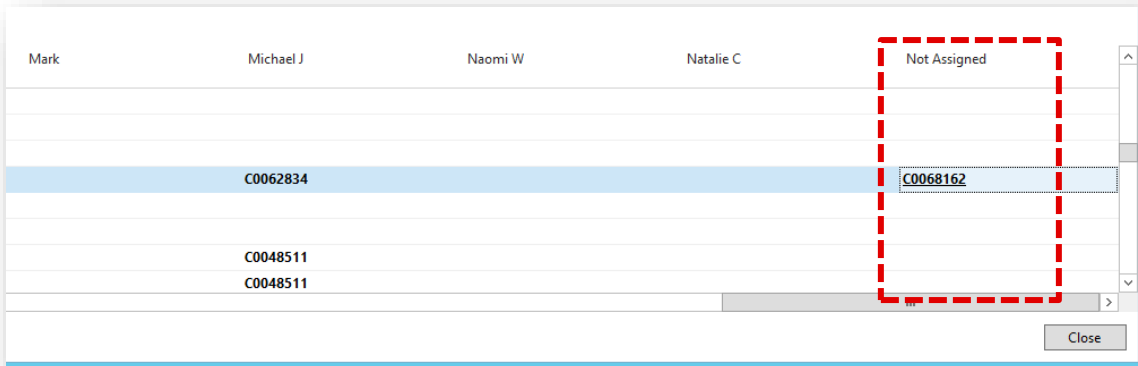 Mark Michael J Naomi W Natalie C Not Assigned
C0062834 C0068162
C0048511
C0048511
Close